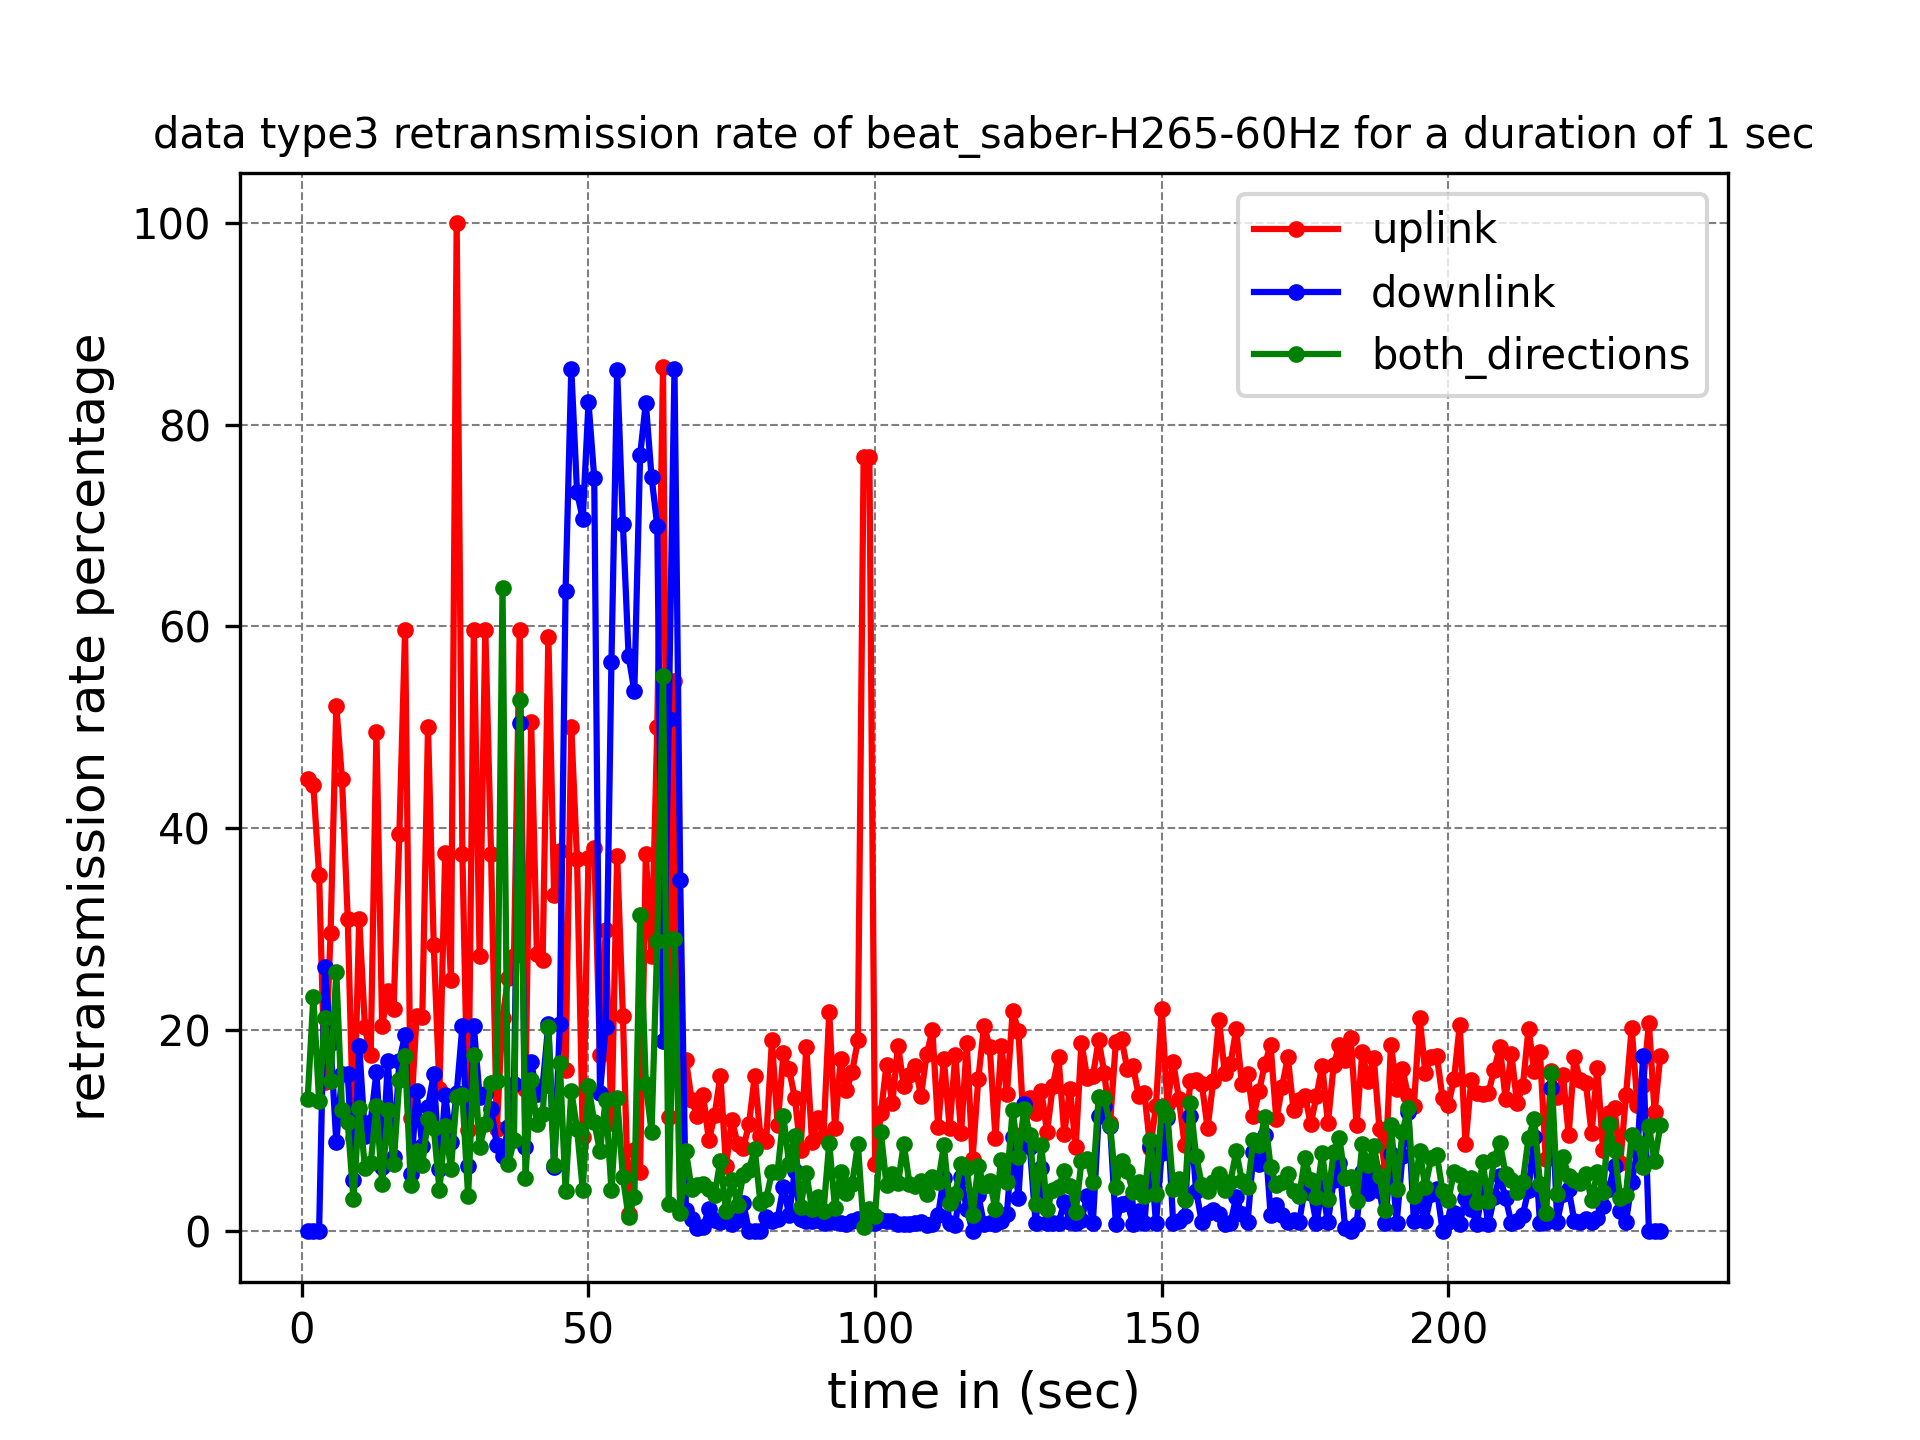 data type3 retransmission rate of beat_saber-H265-60Hz for a duration of 1 sec
uplink
downlink
both_directions
retransmission rate percentage
100
80
60
40
20
0
0 50 100 150 200
time in (sec)